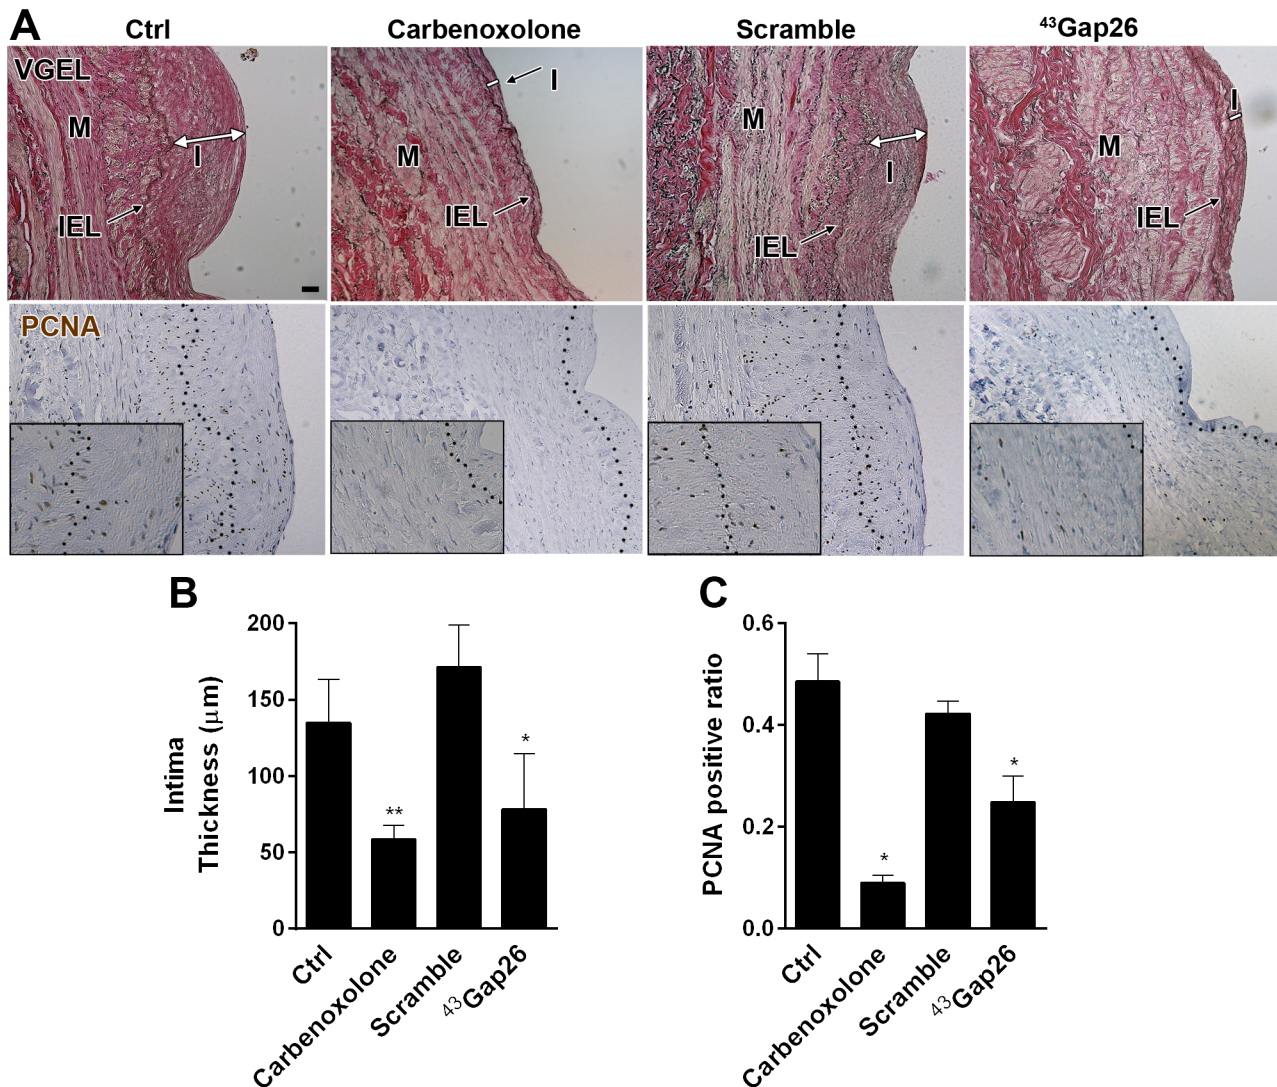 A
Ctrl
Carbenoxolone
Scramble
⁴³Gap26
VGEL
M
I
IEL
I
M
IEL
M
I
IEL
I
M
IEL
PCNA
B
200
150
100
50
0
Intima
Thickness (μm)
**
*
Ctrl
Carbenoxolone
Scramble
⁴³Gap26
C
0.6
0.4
0.2
0.0
PCNA positive ratio
*
*
Ctrl
Carbenoxolone
Scramble
⁴³Gap26